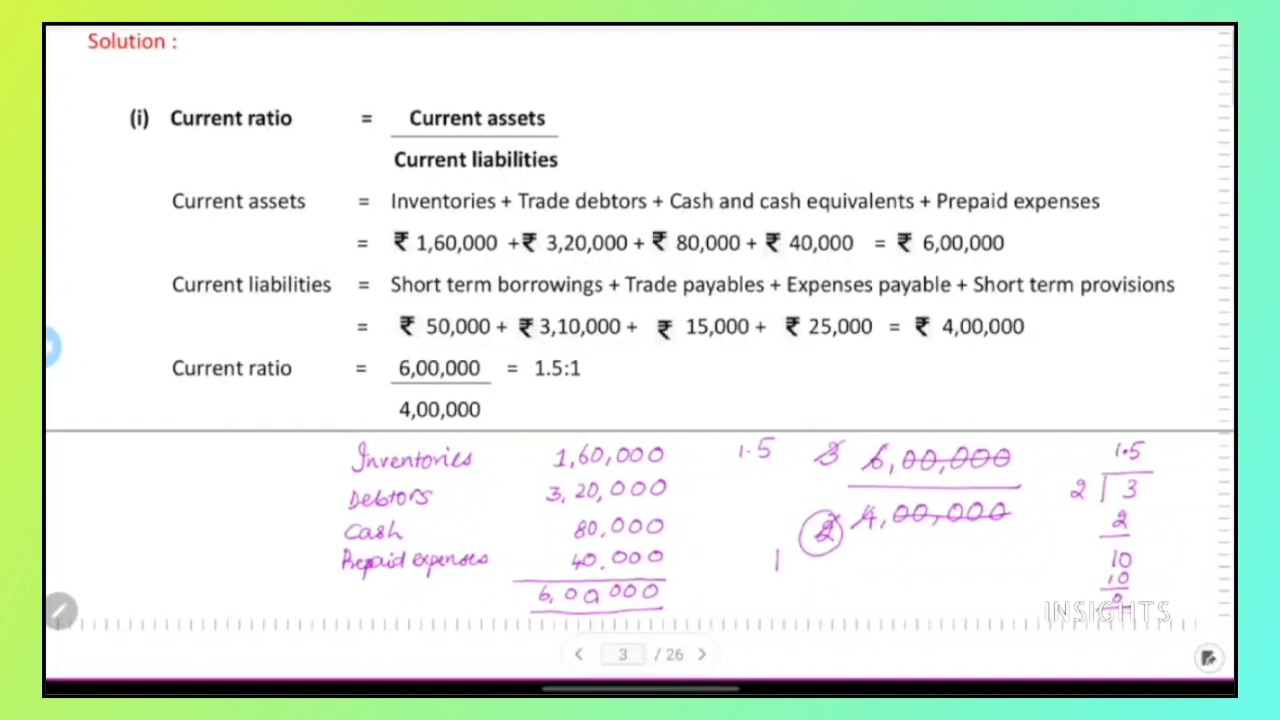 Solution :
(i) Current ratio = Current assets
Current liabilities
Current assets = Inventories + Trade debtors + Cash and cash equivalents + Prepaid expenses
= ₹ 1,60,000 +₹ 3,20,000 + ₹ 80,000 + ₹ 40,000 = ₹ 6,00,000
Current liabilities = Short term borrowings + Trade payables + Expenses payable + Short term provisions
= ₹ 50,000 + ₹ 3,10,000 + ₹ 15,000 + ₹ 25,000 = ₹ 4,00,000
Current ratio = 6,00,000 = 1.5:1
4,00,000
Inventories 1,60,000 1.5 3 6,00,000 1.5
Debtors 3,20,000 2 3
Cash 80,000 2 4,00,000 2
Prepaid expenses 40,000 1 10
10
6,00,000 0
INSIGHTS
3 / 26